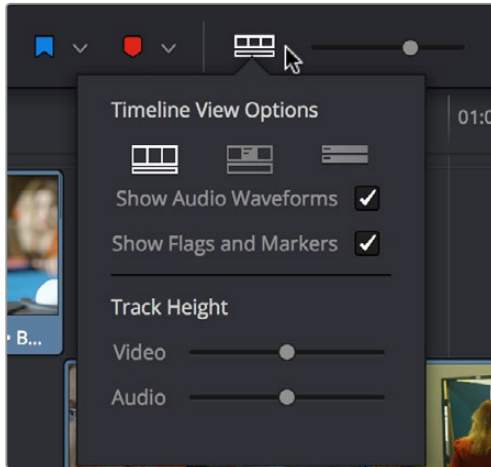 01:0
Timeline View Options
Show Audio Waveforms
Show Flags and Markers
Track Height
Video
Audio
• B...